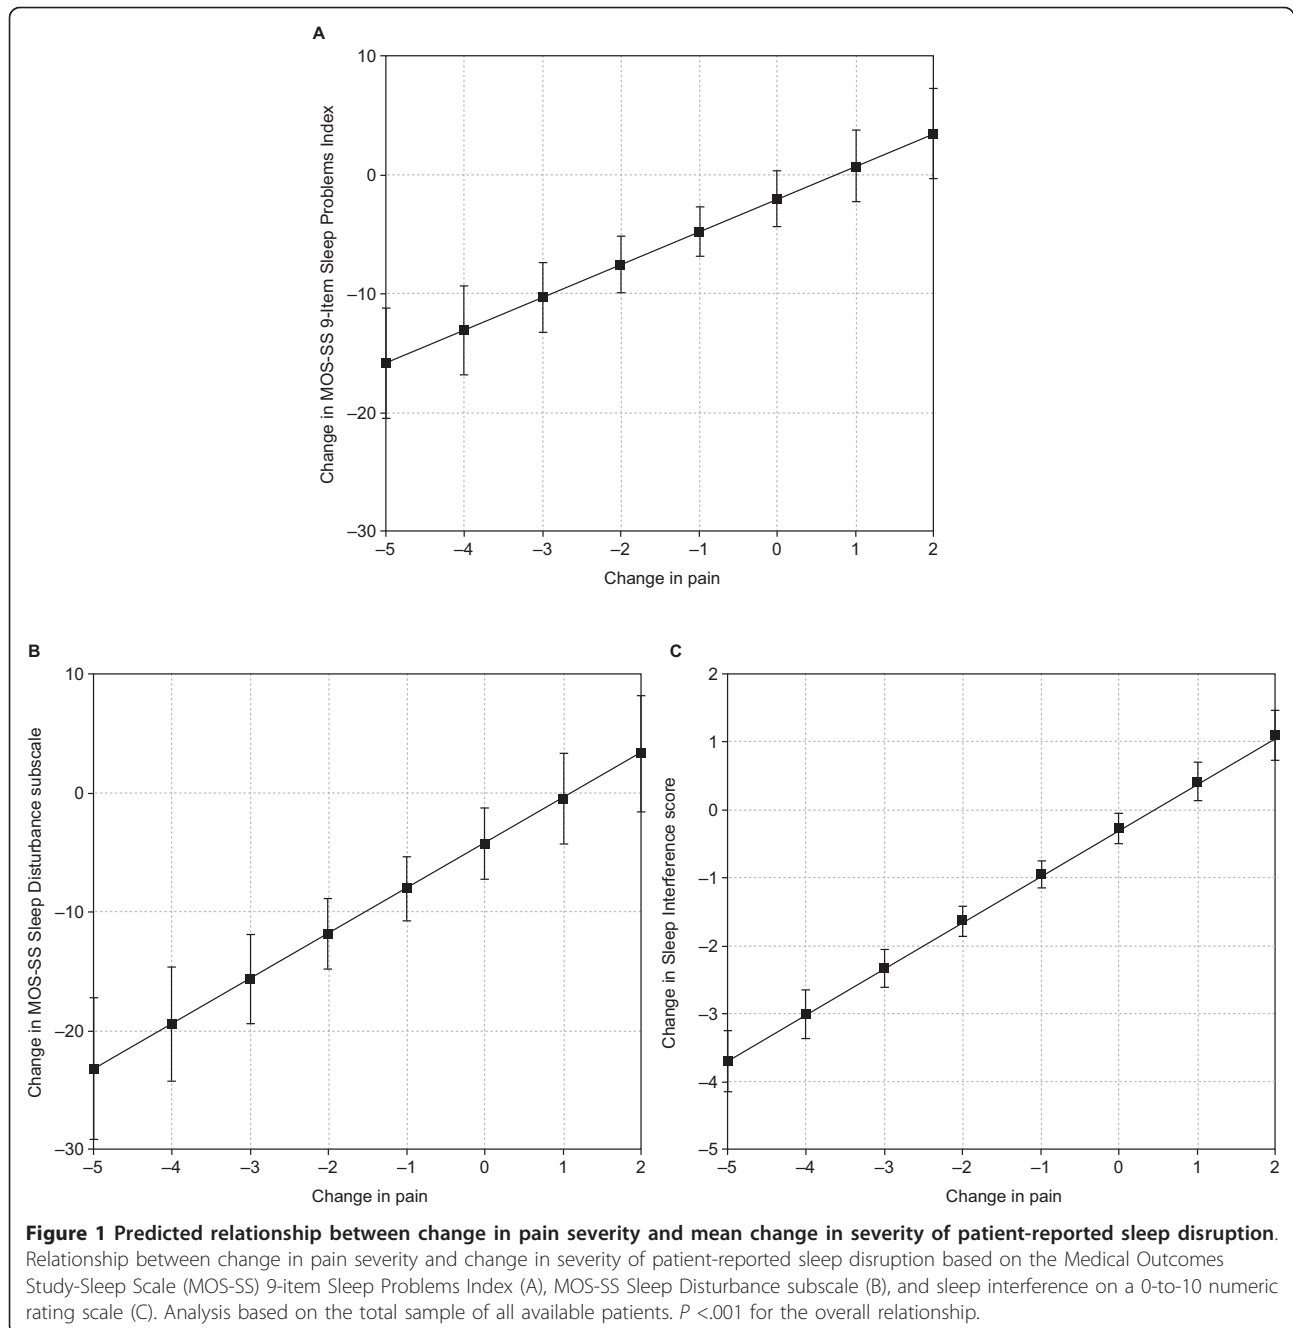 A
10
0
–10
–20
–30
Change in MOS-SS 9-Item Sleep Problems Index
–5 –4 –3 –2 –1 0 1 2
Change in pain
B
10
0
–10
–20
–30
Change in MOS-SS Sleep Disturbance subscale
–5 –4 –3 –2 –1 0 1 2
Change in pain
C
2
1
0
–1
–2
–3
–4
–5
Change in Sleep Interference score
–5 –4 –3 –2 –1 0 1 2
Change in pain
Figure 1 Predicted relationship between change in pain severity and mean change in severity of patient-reported sleep disruption.
Relationship between change in pain severity and change in severity of patient-reported sleep disruption based on the Medical Outcomes
Study-Sleep Scale (MOS-SS) 9-item Sleep Problems Index (A), MOS-SS Sleep Disturbance subscale (B), and sleep interference on a 0-to-10 numeric
rating scale (C). Analysis based on the total sample of all available patients. P <.001 for the overall relationship.